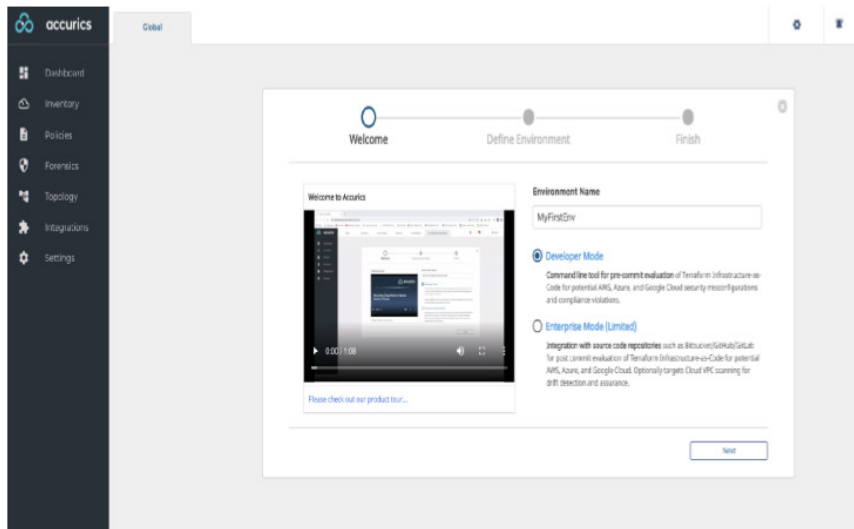 accurics
Global
Dashboard
Inventory
Policies
Forensics
Topology
Integrations
Settings
Welcome
Define Environment
Finish
Welcome to Accurics
0:00 / 1:08
Please check out our product tour...
Environment Name
MyFirstEnv
Developer Mode
Command line tool for pre-commit evaluation of Terraform Infrastructure-as-
Code for potential AWS, Azure, and Google Cloud security misconfigurations
and compliance violations.
Enterprise Mode (Limited)
Integration with source code repositories such as Bitbucket/GitHub/GitLab
for post commit evaluation of Terraform Infrastructure-as-Code for potential
AWS, Azure, and Google Cloud. Optionally targets Cloud VPC scanning for
drift detection and assurance.
Next